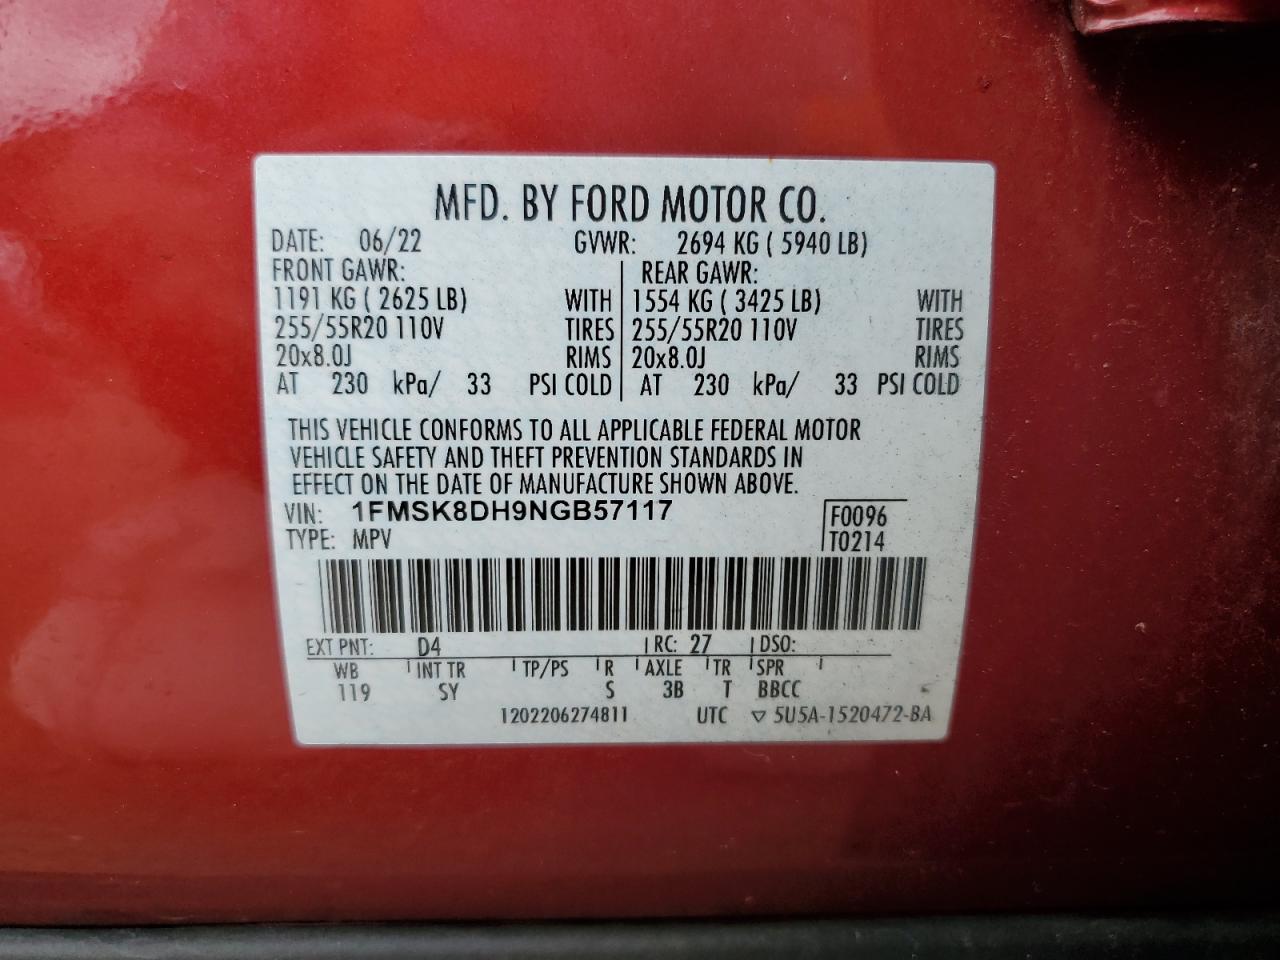 MFD. BY FORD MOTOR CO.
DATE: 06/22 GVWR: 2694 KG ( 5940 LB)
FRONT GAWR: REAR GAWR:
1191 KG ( 2625 LB) WITH 1554 KG ( 3425 LB) WITH
255/55R20 110V TIRES 255/55R20 110V TIRES
20x8.0J RIMS 20x8.0J RIMS
AT 230 kPa/ 33 PSI COLD AT 230 kPa/ 33 PSI COLD
THIS VEHICLE CONFORMS TO ALL APPLICABLE FEDERAL MOTOR
VEHICLE SAFETY AND THEFT PREVENTION STANDARDS IN
EFFECT ON THE DATE OF MANUFACTURE SHOWN ABOVE.
VIN: 1FMSK8DH9NGB57117 F0096
TYPE: MPV T0214
EXT PNT: D4 RC: 27 DSO:
WB INT TR TP/PS R AXLE TR SPR
119 SY S 3B T BBCC
1202206274811 UTC ▽ 5U5A-1520472-BA